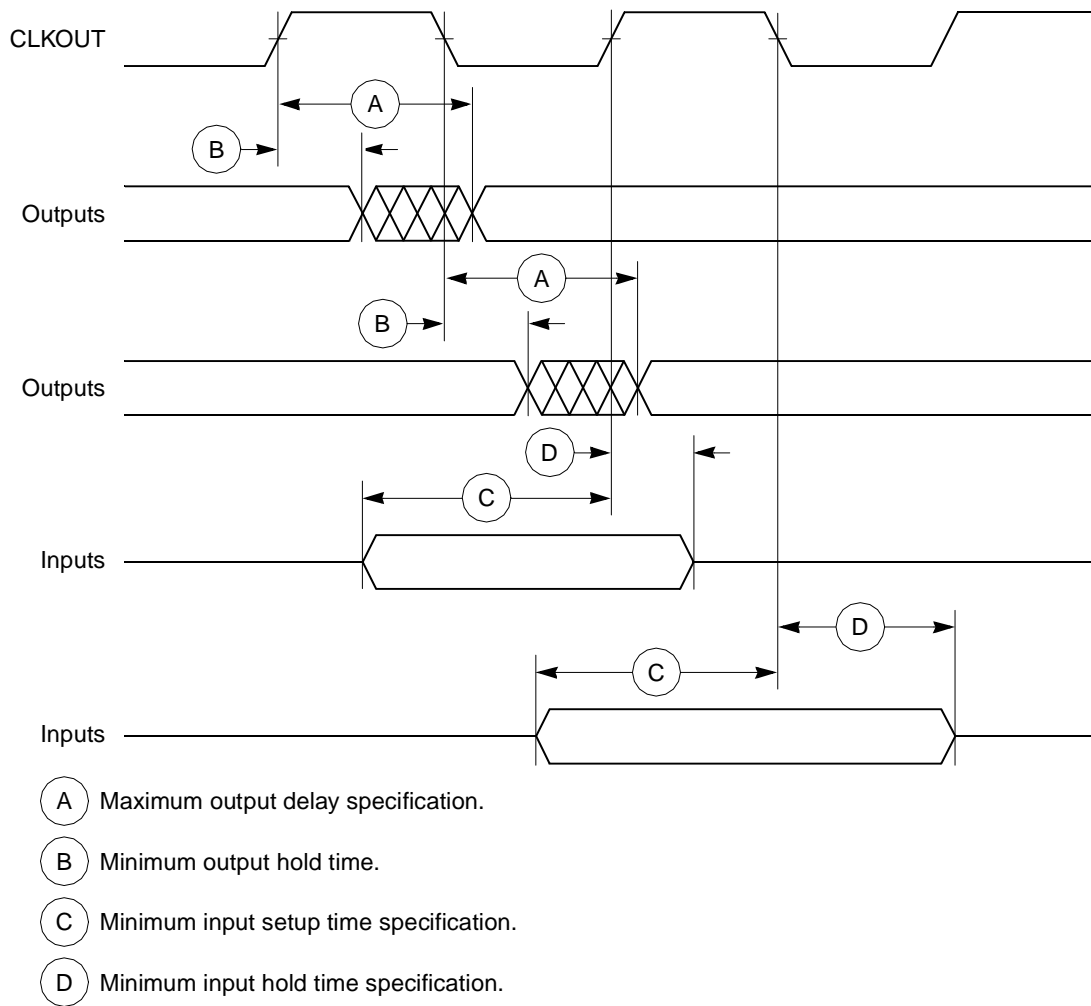 CLKOUT
A
B
Outputs
A
B
Outputs
D
C
Inputs
D
C
Inputs
A Maximum output delay specification.
B Minimum output hold time.
C Minimum input setup time specification.
D Minimum input hold time specification.